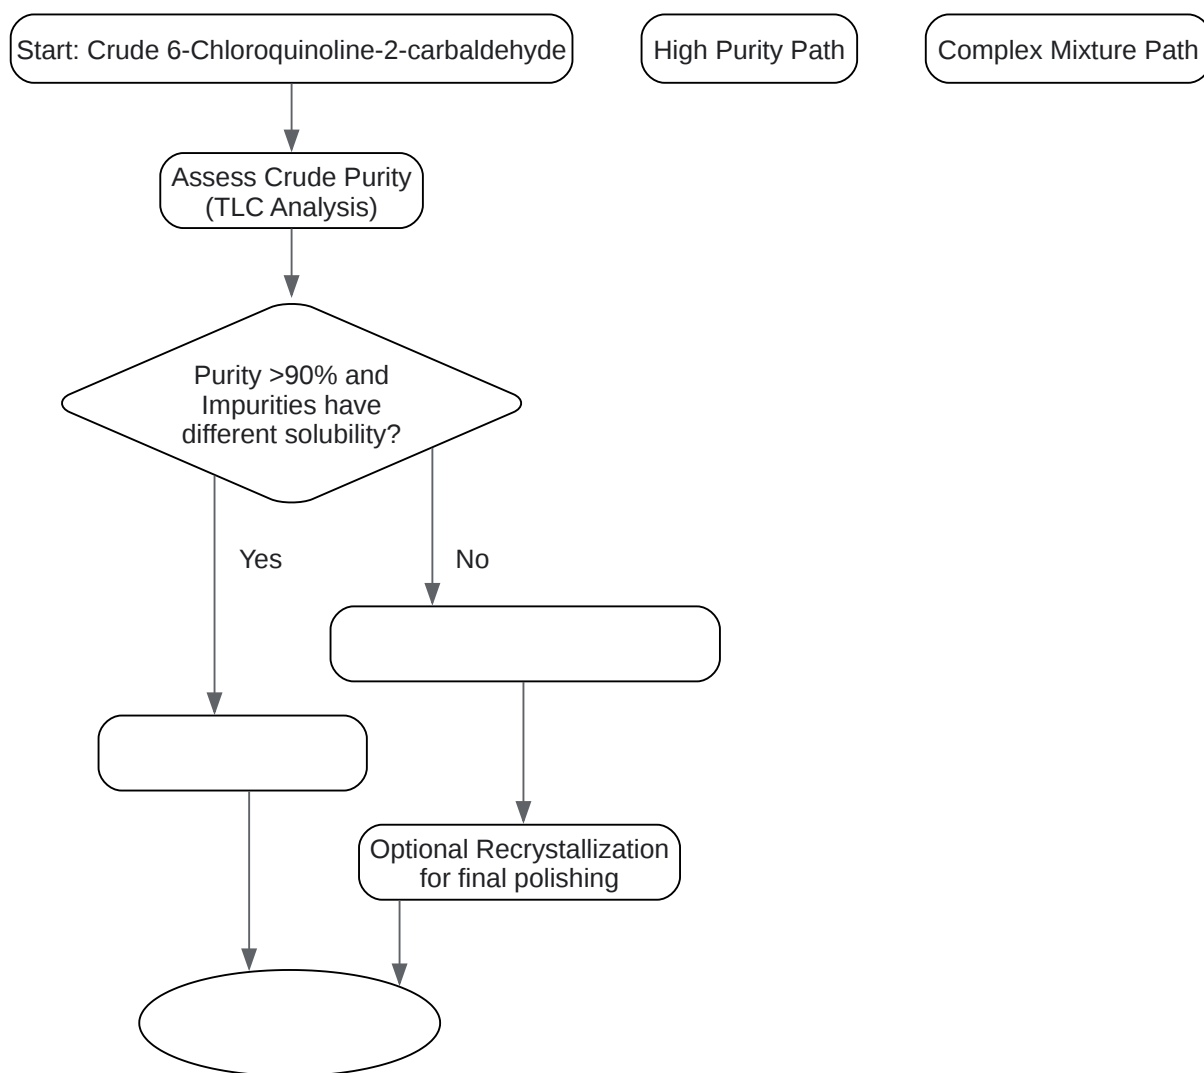 Start: Crude 6-Chloroquinoline-2-carbaldehyde
High Purity Path
Complex Mixture Path
Assess Crude Purity
(TLC Analysis)
Purity >90% and
Impurities have
different solubility?
Yes
No
Optional Recrystallization
for final polishing